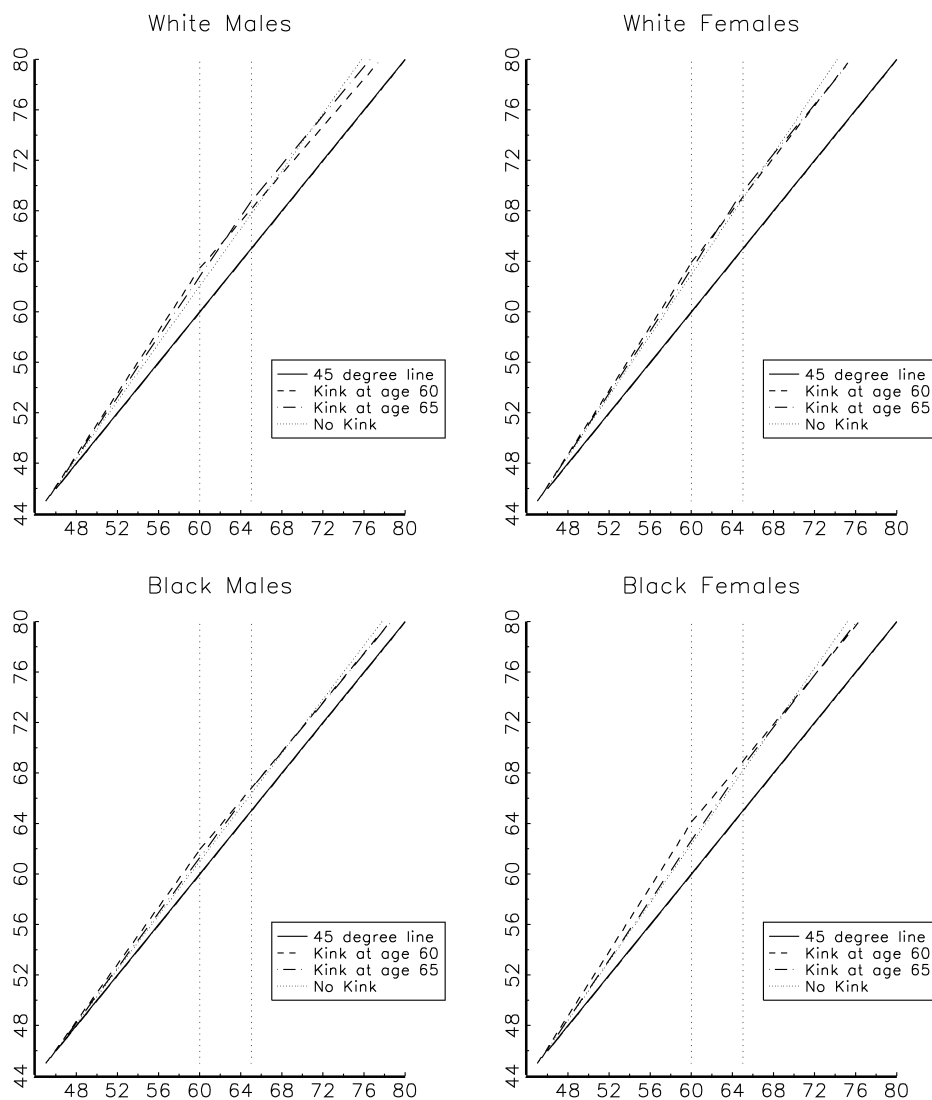 White Males
80
76
72
68
64
60
56
52
48
44
48 52 56 60 64 68 72 76 80
45 degree line
Kink at age 60
Kink at age 65
No Kink
White Females
80
76
72
68
64
60
56
52
48
44
48 52 56 60 64 68 72 76 80
45 degree line
Kink at age 60
Kink at age 65
No Kink
Black Males
80
76
72
68
64
60
56
52
48
44
48 52 56 60 64 68 72 76 80
45 degree line
Kink at age 60
Kink at age 65
No Kink
Black Females
80
76
72
68
64
60
56
52
48
44
48 52 56 60 64 68 72 76 80
45 degree line
Kink at age 60
Kink at age 65
No Kink